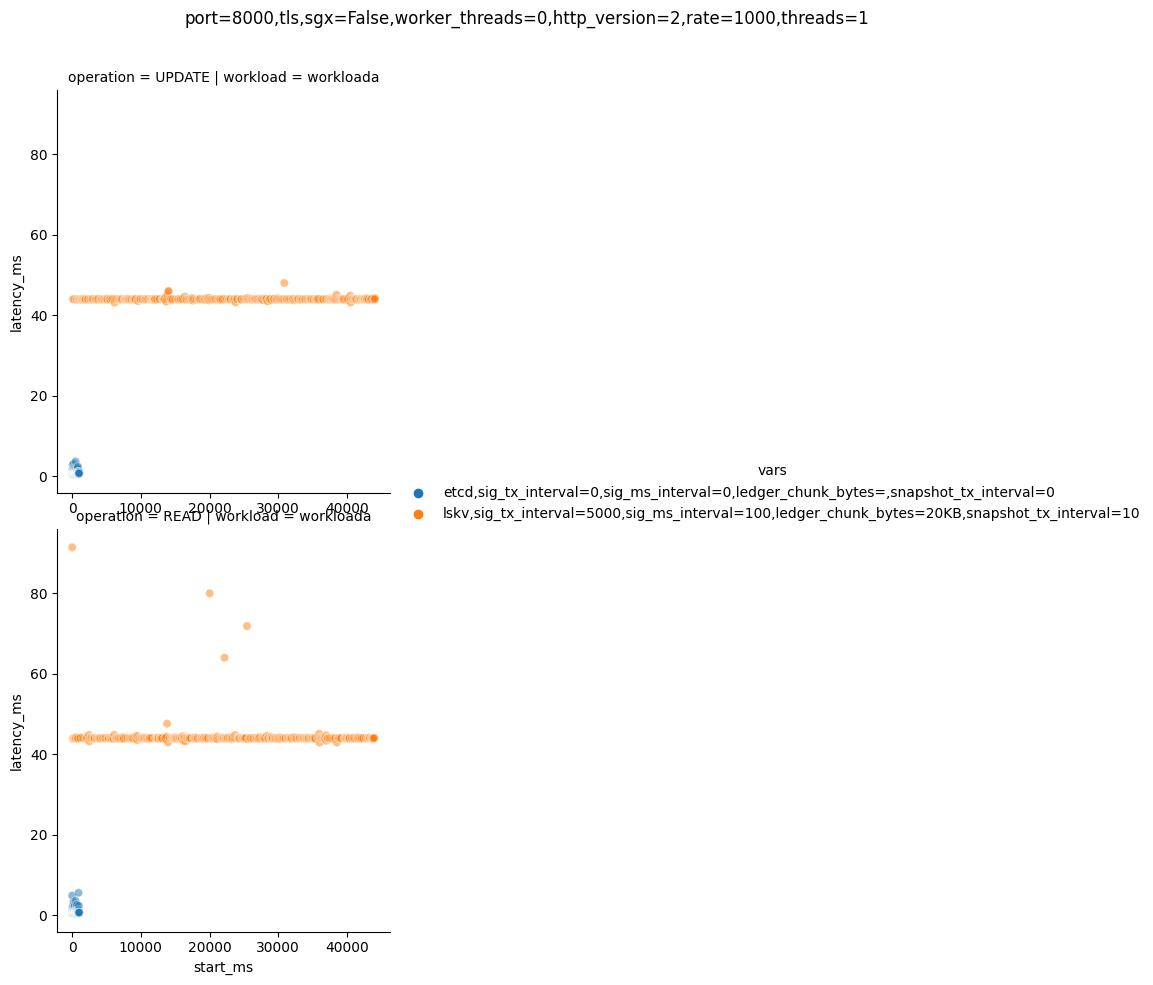 port=8000,tls,sgx=False,worker_threads=0,http_version=2,rate=1000,threads=1
operation = UPDATE | workload = workloada
80
60
latency_ms
40
20
0
0 10000 20000 30000 40000
vars
etcd,sig_tx_interval=0,sig_ms_interval=0,ledger_chunk_bytes=,snapshot_tx_interval=0
lskv,sig_tx_interval=5000,sig_ms_interval=100,ledger_chunk_bytes=20KB,snapshot_tx_interval=10
operation = READ | workload = workloada
80
60
latency_ms
40
20
0
0 10000 20000 30000 40000
start_ms